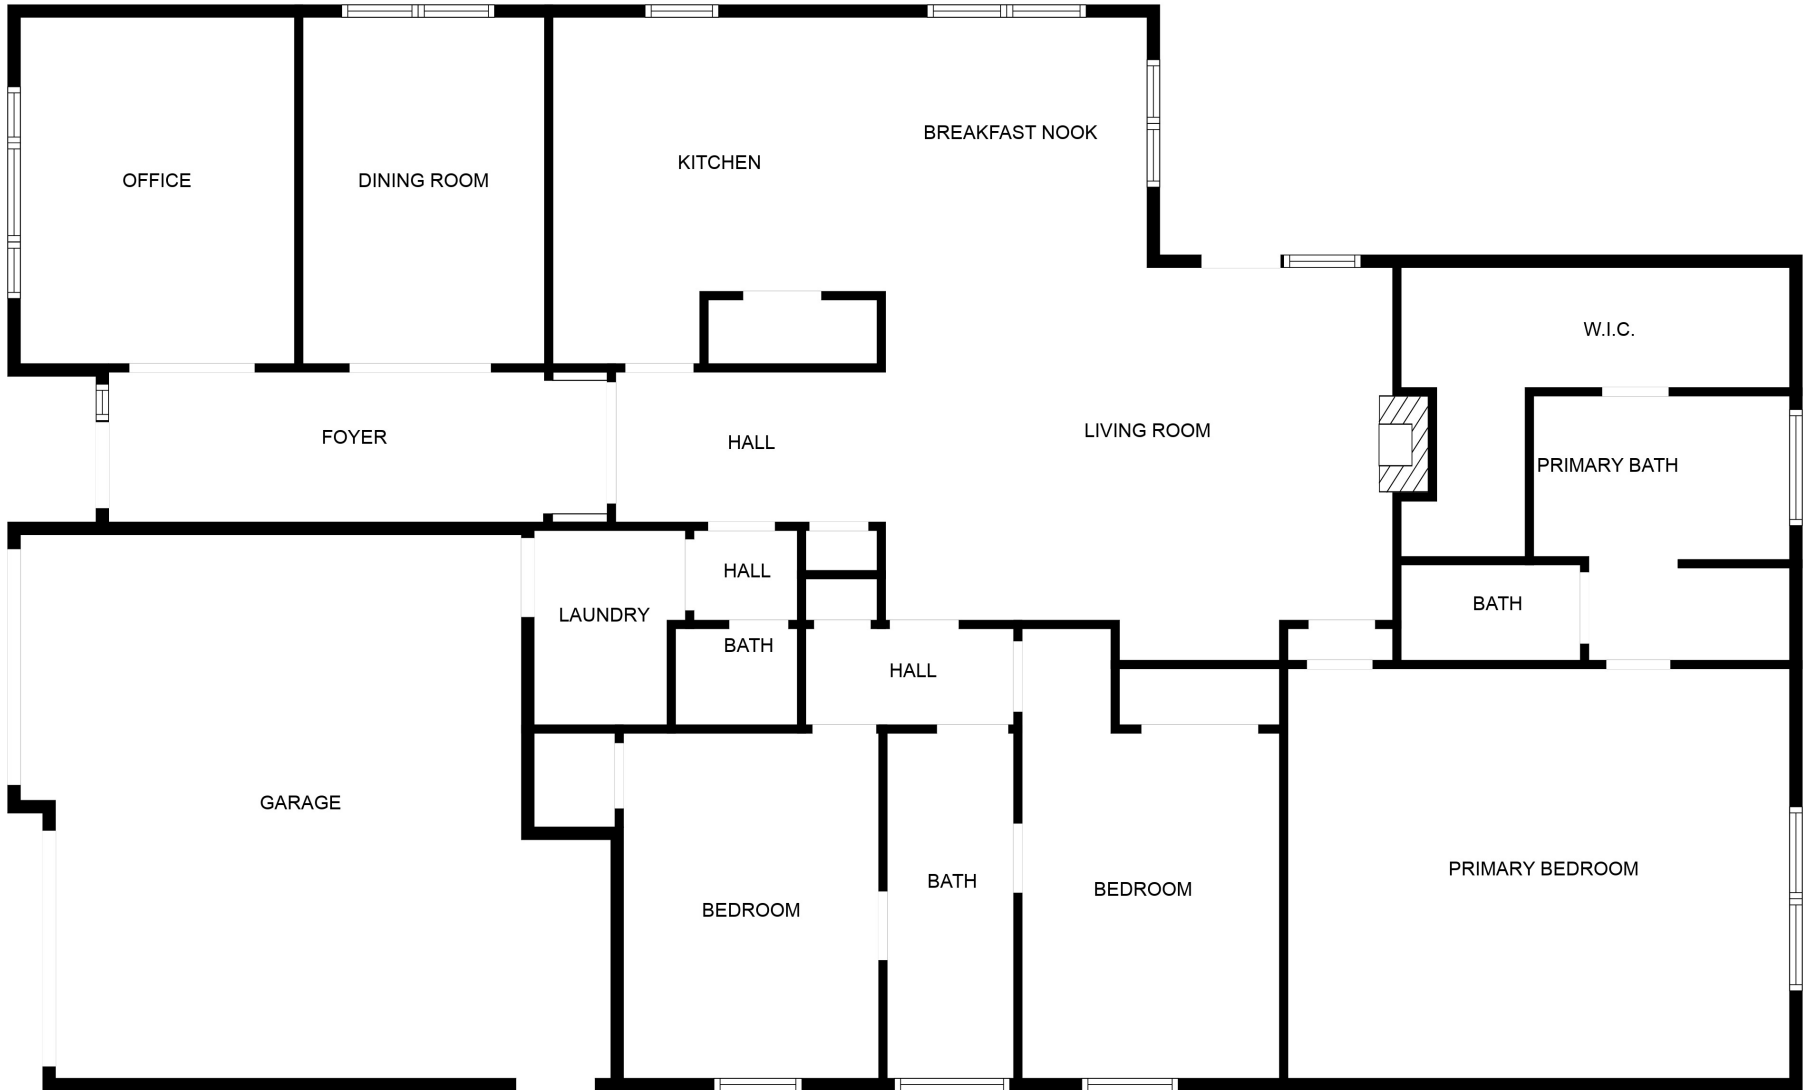 BREAKFAST NOOK
KITCHEN
OFFICE
DINING ROOM
W.I.C.
FOYER
HALL
LIVING ROOM
PRIMARY BATH
HALL
LAUNDRY
BATH
BATH
HALL
GARAGE
BEDROOM
BATH
BEDROOM
PRIMARY BEDROOM